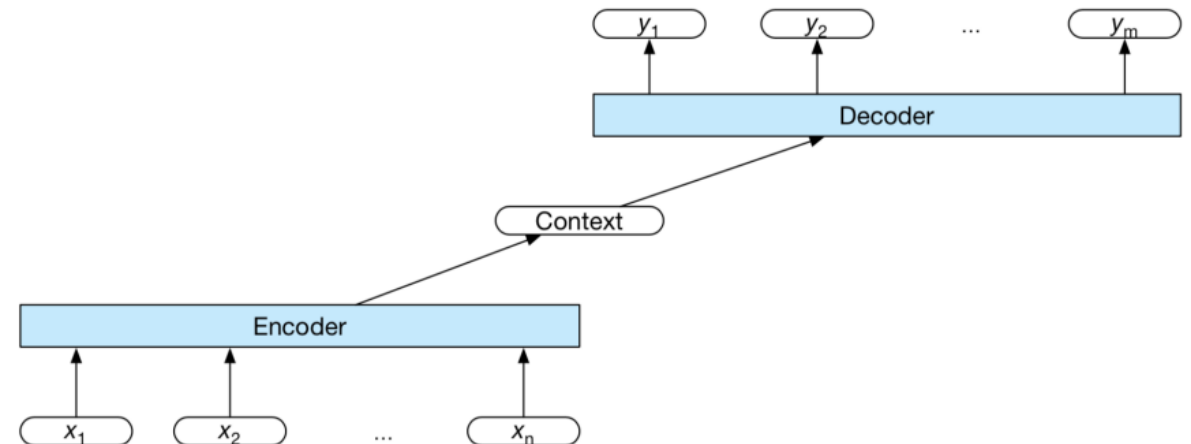 y₁ y₂ ... yₘ
Decoder
Context
Encoder
x₁ x₂ ... xₙ